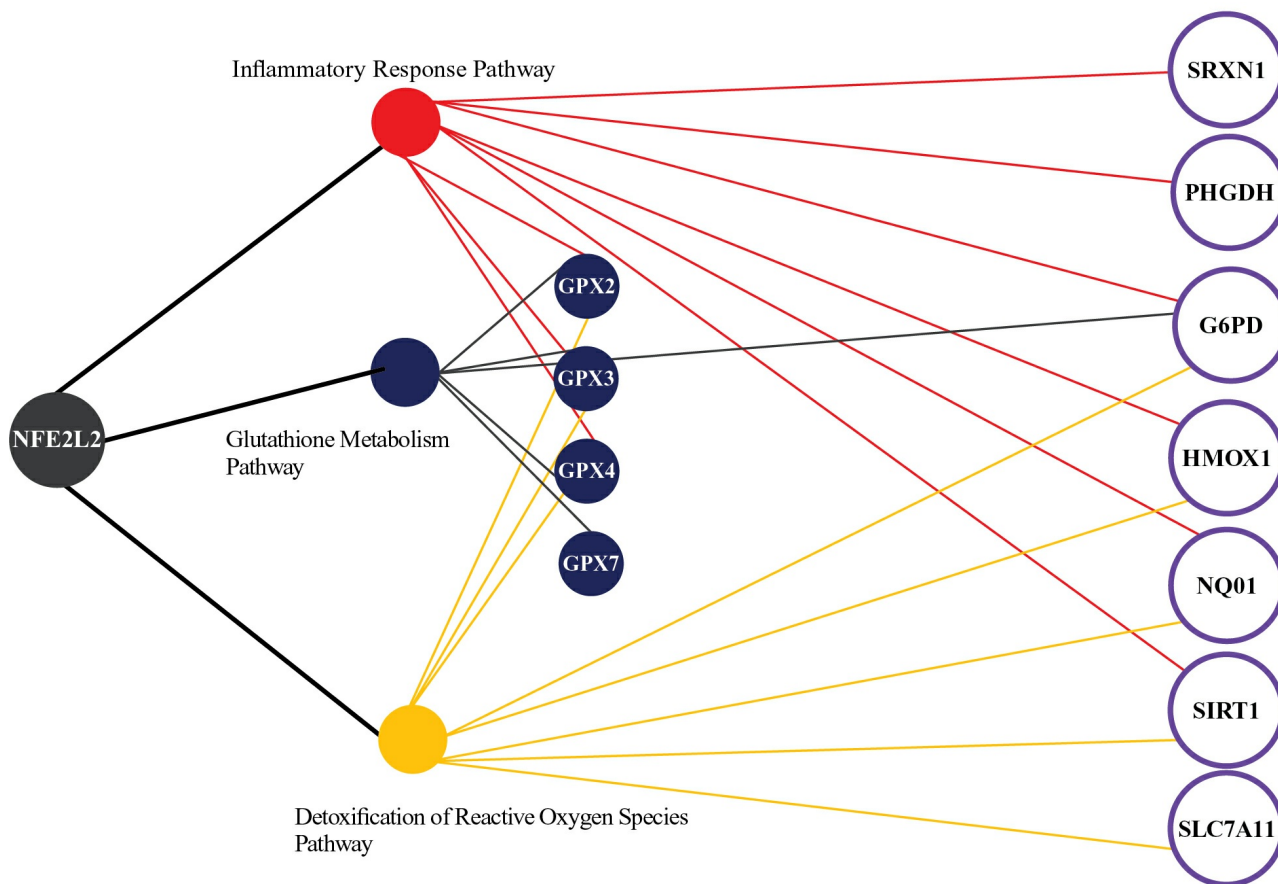 Inflammatory Response Pathway
SRXN1
PHGDH
GPX2
G6PD
GPX3
NFE2L2
Glutathione Metabolism
Pathway
GPX4
HMOX1
GPX7
NQ01
SIRT1
Detoxification of Reactive Oxygen Species
Pathway
SLC7A11